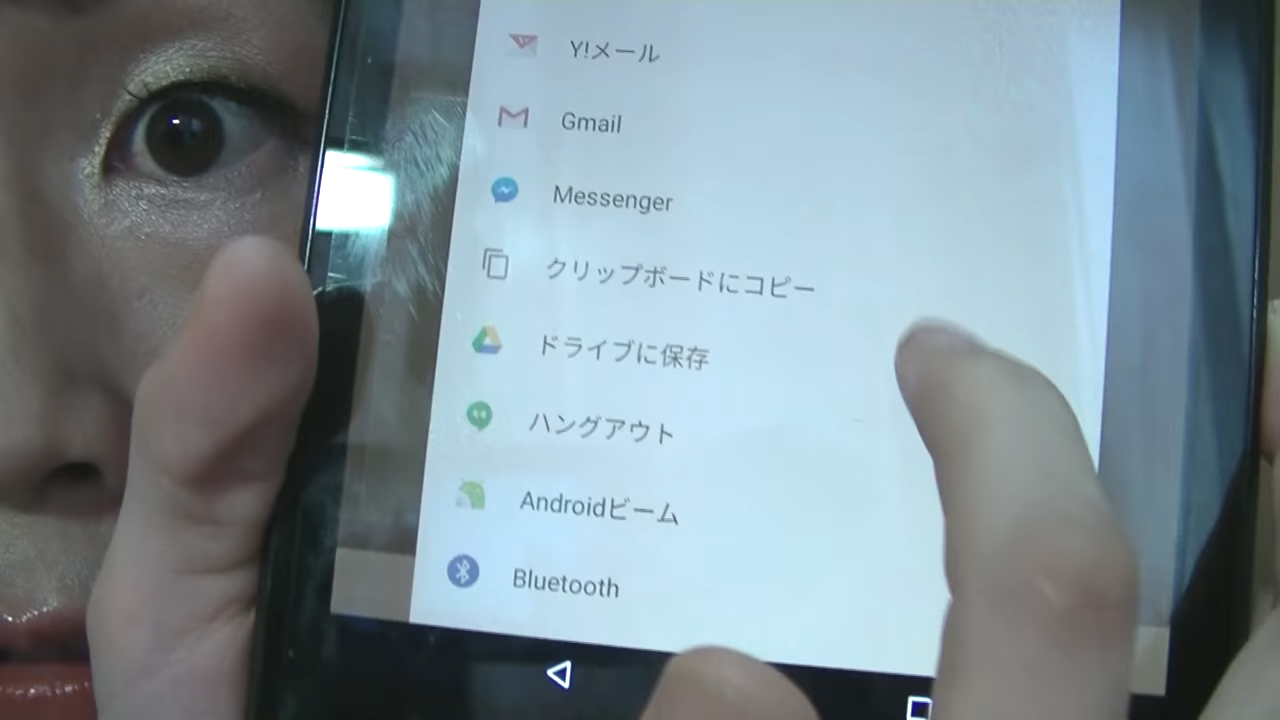 Y!メール
Gmail
Messenger
クリップボードにコピー
ドライブに保存
ハングアウト
Androidビーム
Bluetooth